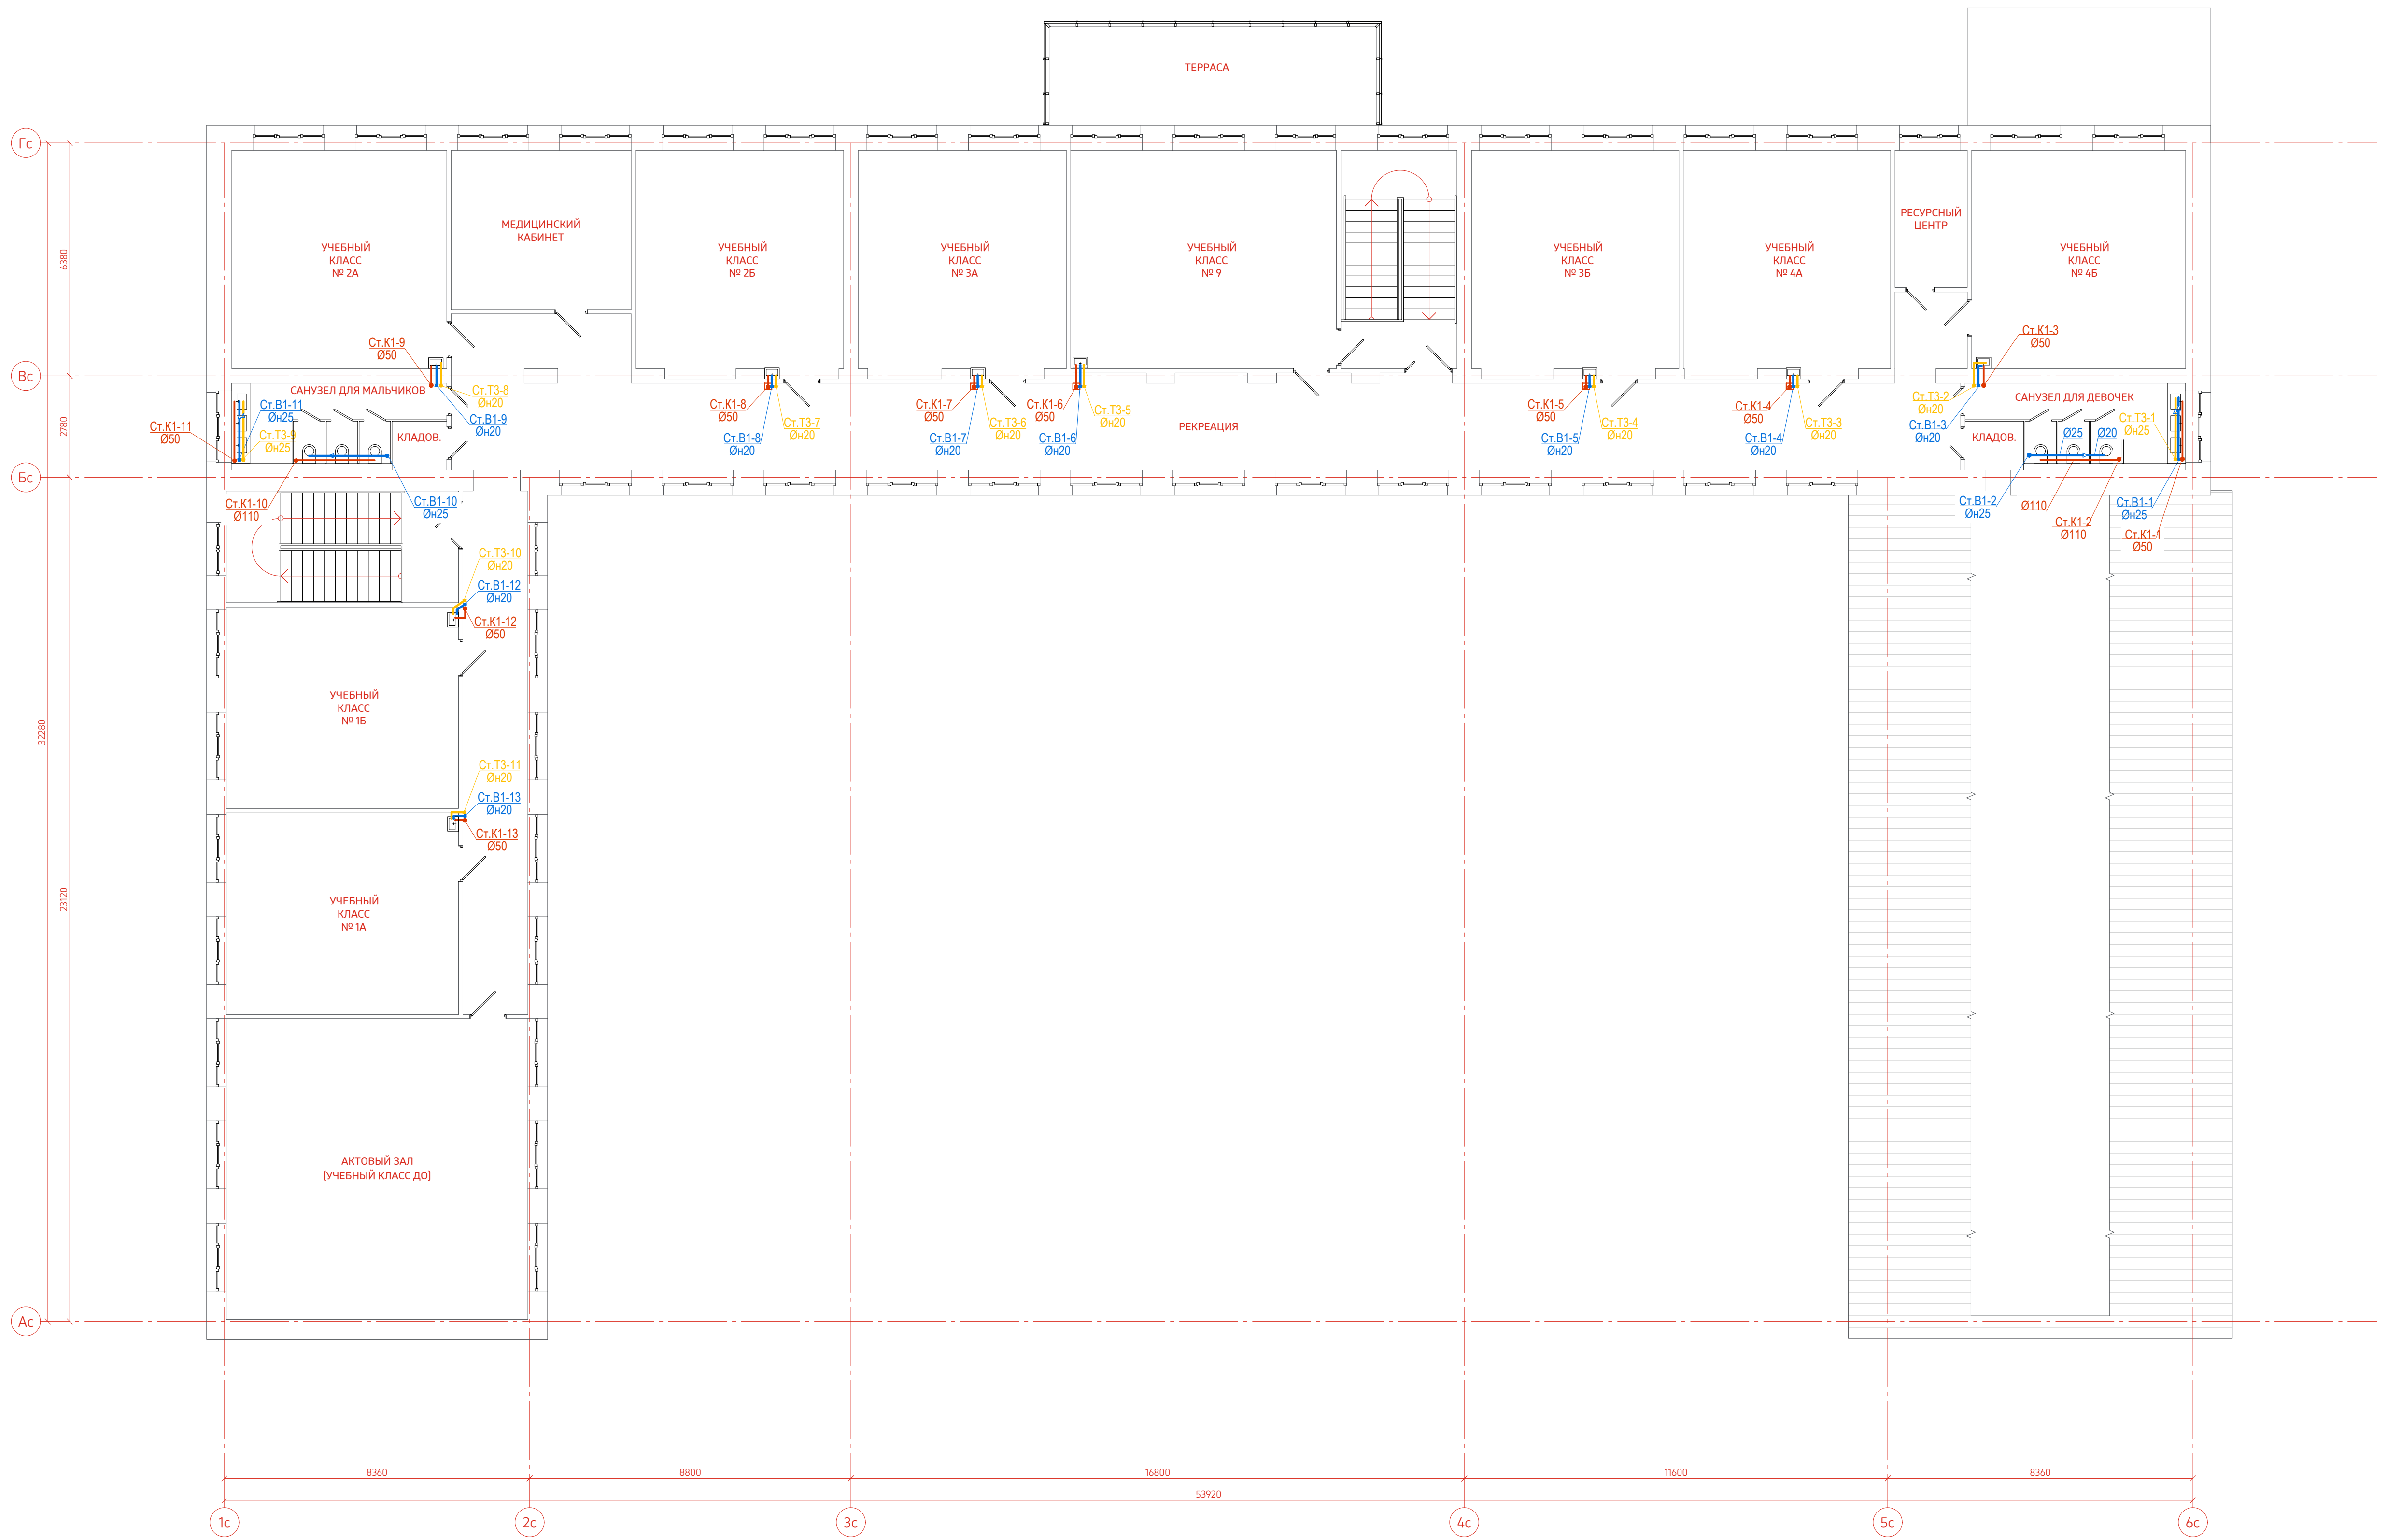 ТЕРРАСА
Гс
Вс
Бс
Ас
6380
2780
32280
23120
УЧЕБНЫЙ
КЛАСС
№ 2А
МЕДИЦИНСКИЙ
КАБИНЕТ
УЧЕБНЫЙ
КЛАСС
№ 2Б
УЧЕБНЫЙ
КЛАСС
№ 3А
УЧЕБНЫЙ
КЛАСС
№ 9
УЧЕБНЫЙ
КЛАСС
№ 3Б
УЧЕБНЫЙ
КЛАСС
№ 4А
РЕСУРСНЫЙ
ЦЕНТР
УЧЕБНЫЙ
КЛАСС
№ 4Б
Ст.К1-9
Ø50
САНУЗЕЛ ДЛЯ МАЛЬЧИКОВ
Ст.Т3-8
Øн20
Ст.В1-9
Øн20
Ст.В1-11
Øн25
Ст.Т3-9
Øн25
Ст.К1-11
Ø50
КЛАДОВ.
Ст.К1-10
Ø110
Ст.В1-10
Øн25
Ст.К1-8
Ø50
Ст.Т3-7
Øн20
Ст.В1-8
Øн20
Ст.К1-7
Ø50
Ст.Т3-6
Øн20
Ст.В1-7
Øн20
Ст.К1-6
Ø50
Ст.Т3-5
Øн20
Ст.В1-6
Øн20
РЕКРЕАЦИЯ
Ст.К1-5
Ø50
Ст.Т3-4
Øн20
Ст.В1-5
Øн20
Ст.К1-4
Ø50
Ст.Т3-3
Øн20
Ст.В1-4
Øн20
Ст.К1-3
Ø50
Ст.Т3-2
Øн20
Ст.В1-3
Øн20
САНУЗЕЛ ДЛЯ ДЕВОЧЕК
Ст.Т3-1
Øн25
КЛАДОВ.
Ø25
Ø20
Ст.В1-2
Øн25
Ø110
Ст.К1-2
Ø110
Ст.В1-1
Øн25
Ст.К1-1
Ø50
Ст.Т3-10
Øн20
Ст.В1-12
Øн20
Ст.К1-12
Ø50
УЧЕБНЫЙ
КЛАСС
№ 1Б
Ст.Т3-11
Øн20
Ст.В1-13
Øн20
Ст.К1-13
Ø50
УЧЕБНЫЙ
КЛАСС
№ 1А
АКТОВЫЙ ЗАЛ
(УЧЕБНЫЙ КЛАСС ДО)
8360
8800
16800
11600
8360
53920
1с
2с
3с
4с
5с
6с